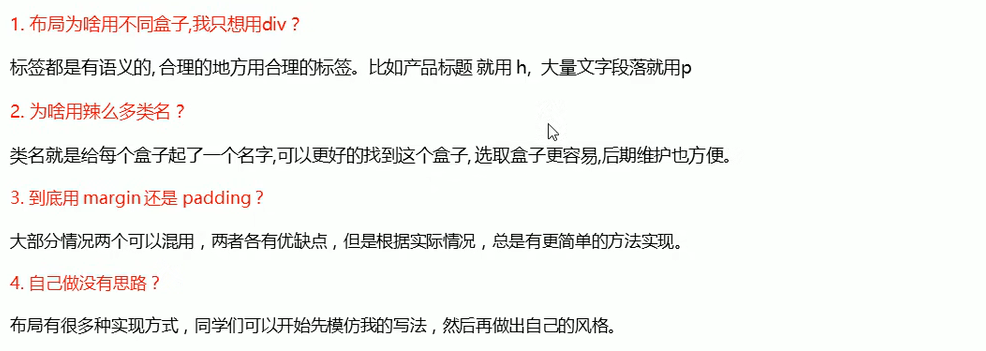 1. 布局为啥用不同盒子,我只想用div？
标签都是有语义的, 合理的地方用合理的标签。比如产品标题 就用 h,  大量文字段落就用p
2. 为啥用辣么多类名？
类名就是给每个盒子起了一个名字,可以更好的找到这个盒子, 选取盒子更容易,后期维护也方便。
3. 到底用 margin 还是 padding？
大部分情况两个可以混用，两者各有优缺点，但是根据实际情况，总是有更简单的方法实现。
4. 自己做没有思路？
布局有很多种实现方式，同学们可以开始先模仿我的写法，然后再做出自己的风格。